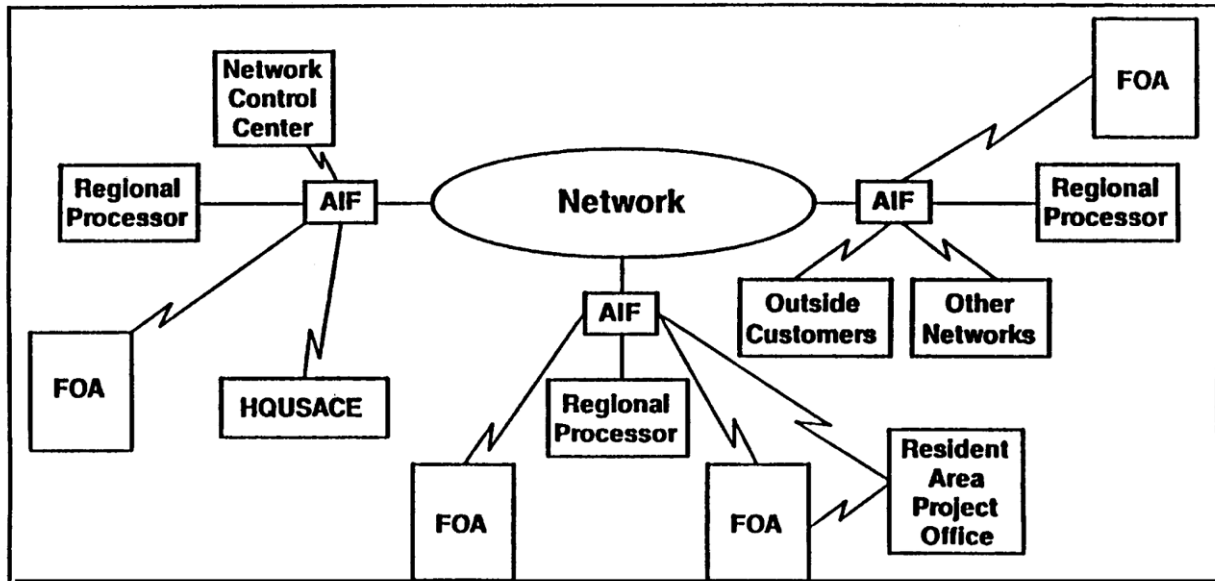 Network
Control
Center
FOA
Regional
Processor
AIF
Network
AIF
Regional
Processor
AIF
Outside
Customers
Other
Networks
FOA
HQUSACE
Regional
Processor
Resident
Area
Project
Office
FOA
FOA